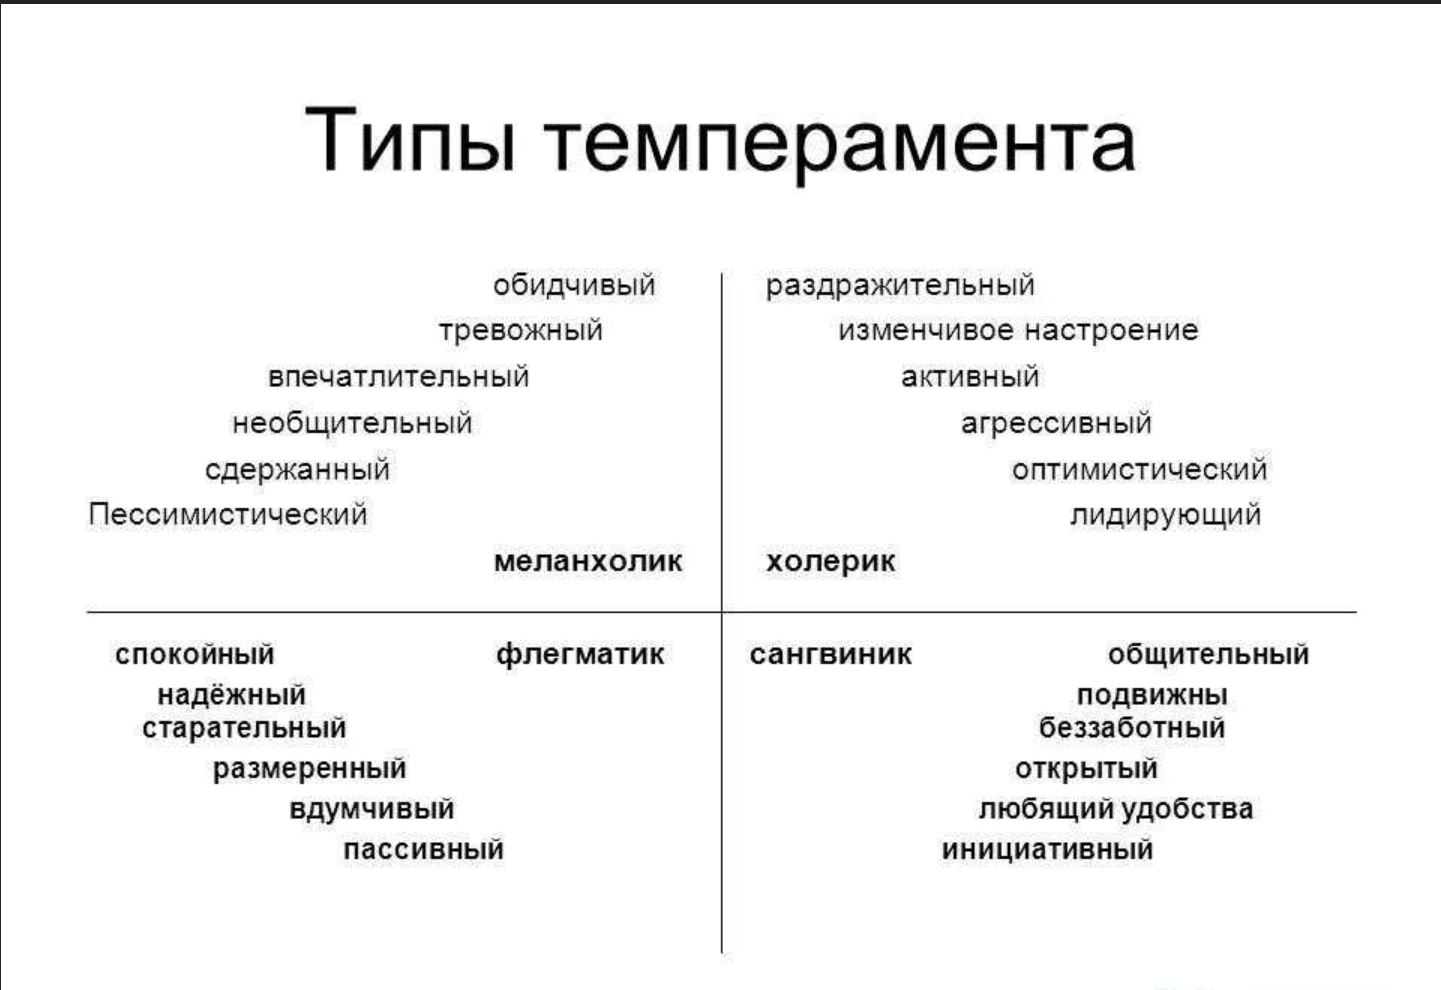 Типы темперамента
обидчивый
тревожный
впечатлительный
необщительный
сдержанный
Пессимистический
меланхолик
раздражительный
изменчивое настроение
активный
агрессивный
оптимистический
лидирующий
холерик
спокойный флегматик
надёжный
старательный
размеренный
вдумчивый
пассивный
сангвиник общительный
подвижны
беззаботный
открытый
любящий удобства
инициативный